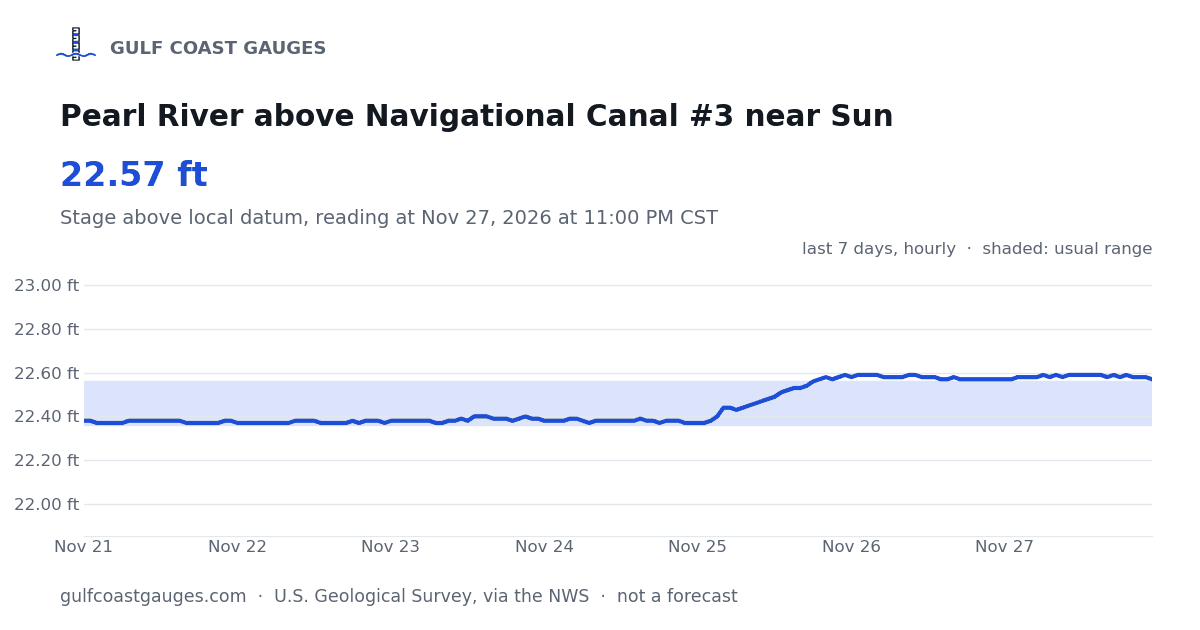 GULF COAST GAUGES
Pearl River above Navigational Canal #3 near Sun
22.57 ft
Stage above local datum, reading at Nov 27, 2026 at 11:00 PM CST
last 7 days, hourly · shaded: usual range
23.00 ft
22.80 ft
22.60 ft
22.40 ft
22.20 ft
22.00 ft
Nov 21 Nov 22 Nov 23 Nov 24 Nov 25 Nov 26 Nov 27
gulfcoastgauges.com · U.S. Geological Survey, via the NWS · not a forecast